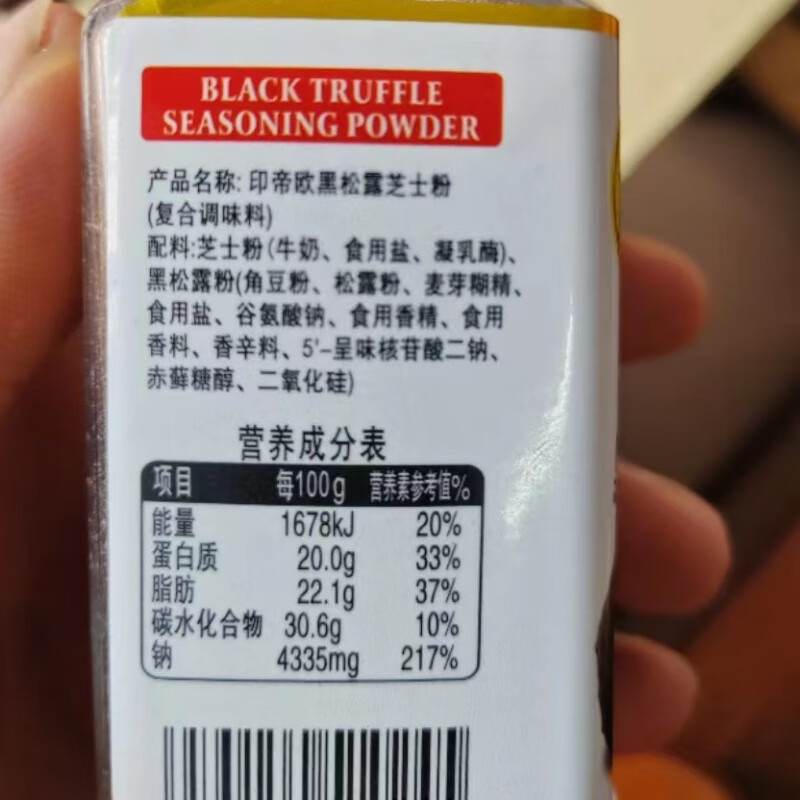 BLACK TRUFFLE
SEASONING POWDER
产品名称: 印帝欧黑松露芝士粉
(复合调味料)
配料:芝士粉(牛奶、食用盐、凝乳酶)、
黑松露粉(角豆粉、松露粉、麦芽糊精、
食用盐、谷氨酸钠、食用香精、食用
香料、香辛料、5'-呈味核苷酸二钠、
赤藓糖醇、二氧化硅)
营养成分表
项目 每100g 营养素参考值%
能量 1678kJ 20%
蛋白质 20.0g 33%
脂肪 22.1g 37%
碳水化合物 30.6g 10%
钠 4335mg 217%